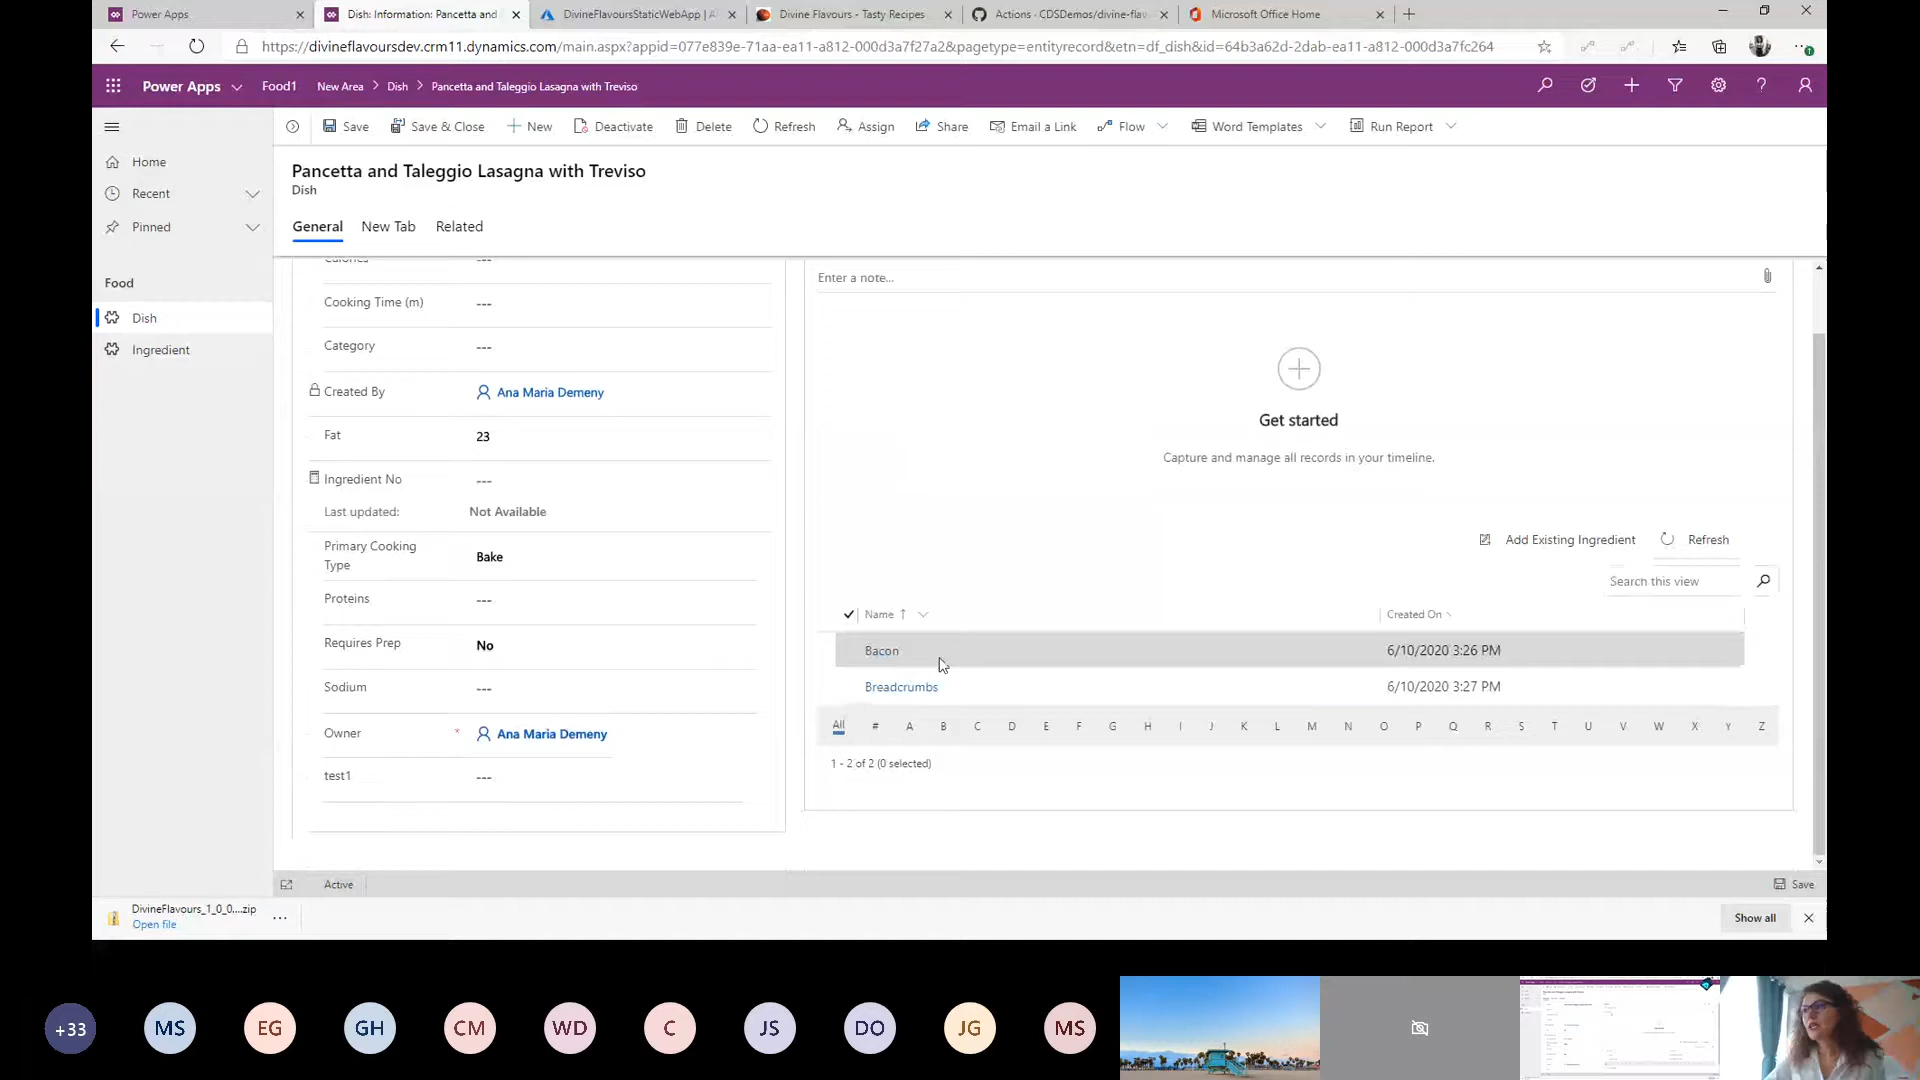 Power Apps
Dish: Information: Pancetta and
DivineFlavoursStaticWebApp | A
Divine Flavours - Tasty Recipes
Actions · CDSDemos/divine-flav
Microsoft Office Home
https://divineflavoursdev.crm11.dynamics.com/main.aspx?appid=077e839e-71aa-ea11-a812-000d3a7f27a2&pagetype=entityrecord&etn=df_dish&id=64b3a62d-2dab-ea11-a812-000d3a7fc264
Power Apps Food1 New Area > Dish > Pancetta and Taleggio Lasagna with Treviso
Save Save & Close New Deactivate Delete Refresh Assign Share Email a Link Flow Word Templates Run Report
Home
Recent
Pinned
Food
Dish
Ingredient
Pancetta and Taleggio Lasagna with Treviso
Dish
General New Tab Related
Calories ---
Cooking Time (m) ---
Category ---
Created By Ana Maria Demeny
Fat 23
Ingredient No ---
Last updated: Not Available
Primary Cooking Type Bake
Proteins ---
Requires Prep No
Sodium ---
Owner * Ana Maria Demeny
test1 ---
Enter a note...
Get started
Capture and manage all records in your timeline.
Add Existing Ingredient Refresh
Search this view
Name ↑ Created On
Bacon 6/10/2020 3:26 PM
Breadcrumbs 6/10/2020 3:27 PM
All # A B C D E F G H I J K L M N O P Q R S T U V W X Y Z
1 - 2 of 2 (0 selected)
Active Save
DivineFlavours_1_0_0....zip
Open file
Show all
+33 MS EG GH CM WD C JS DO JG MS